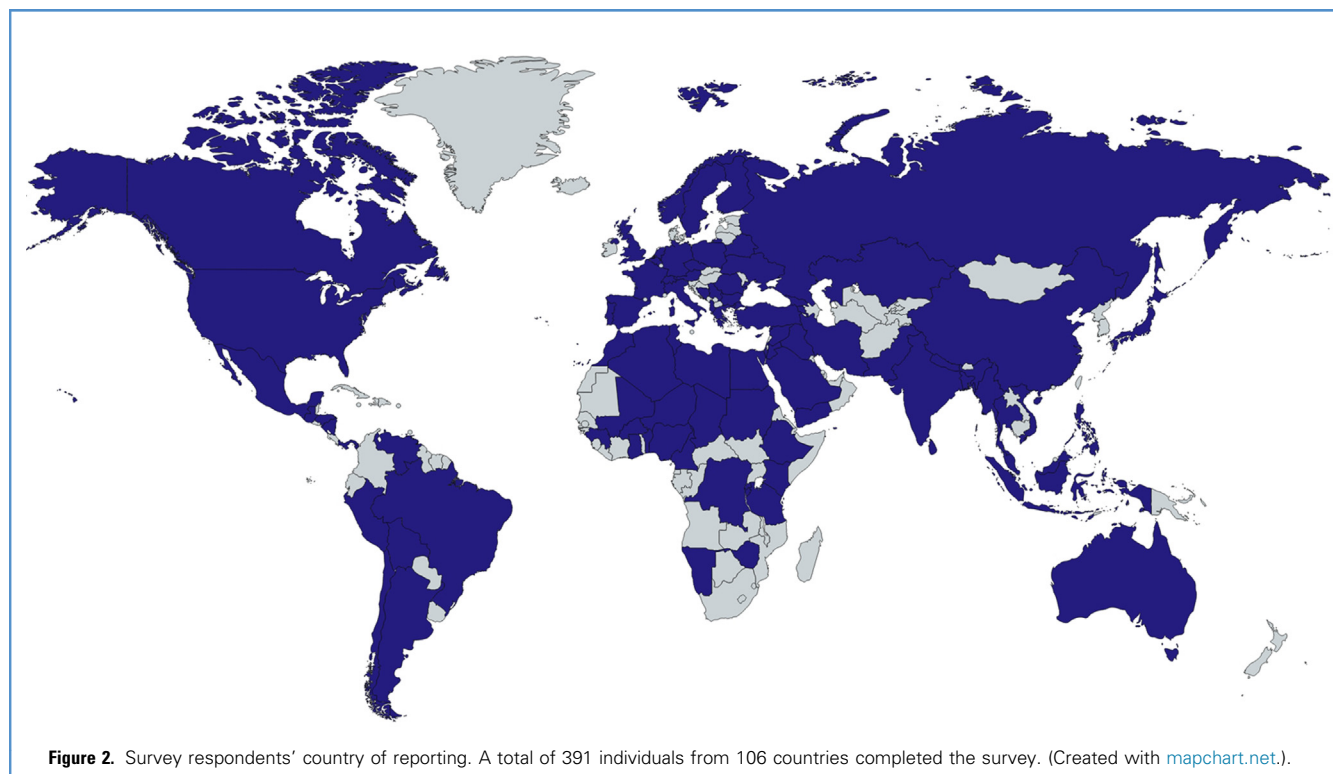 Figure 2. Survey respondents' country of reporting. A total of 391 individuals from 106 countries completed the survey. (Created with mapchart.net.).